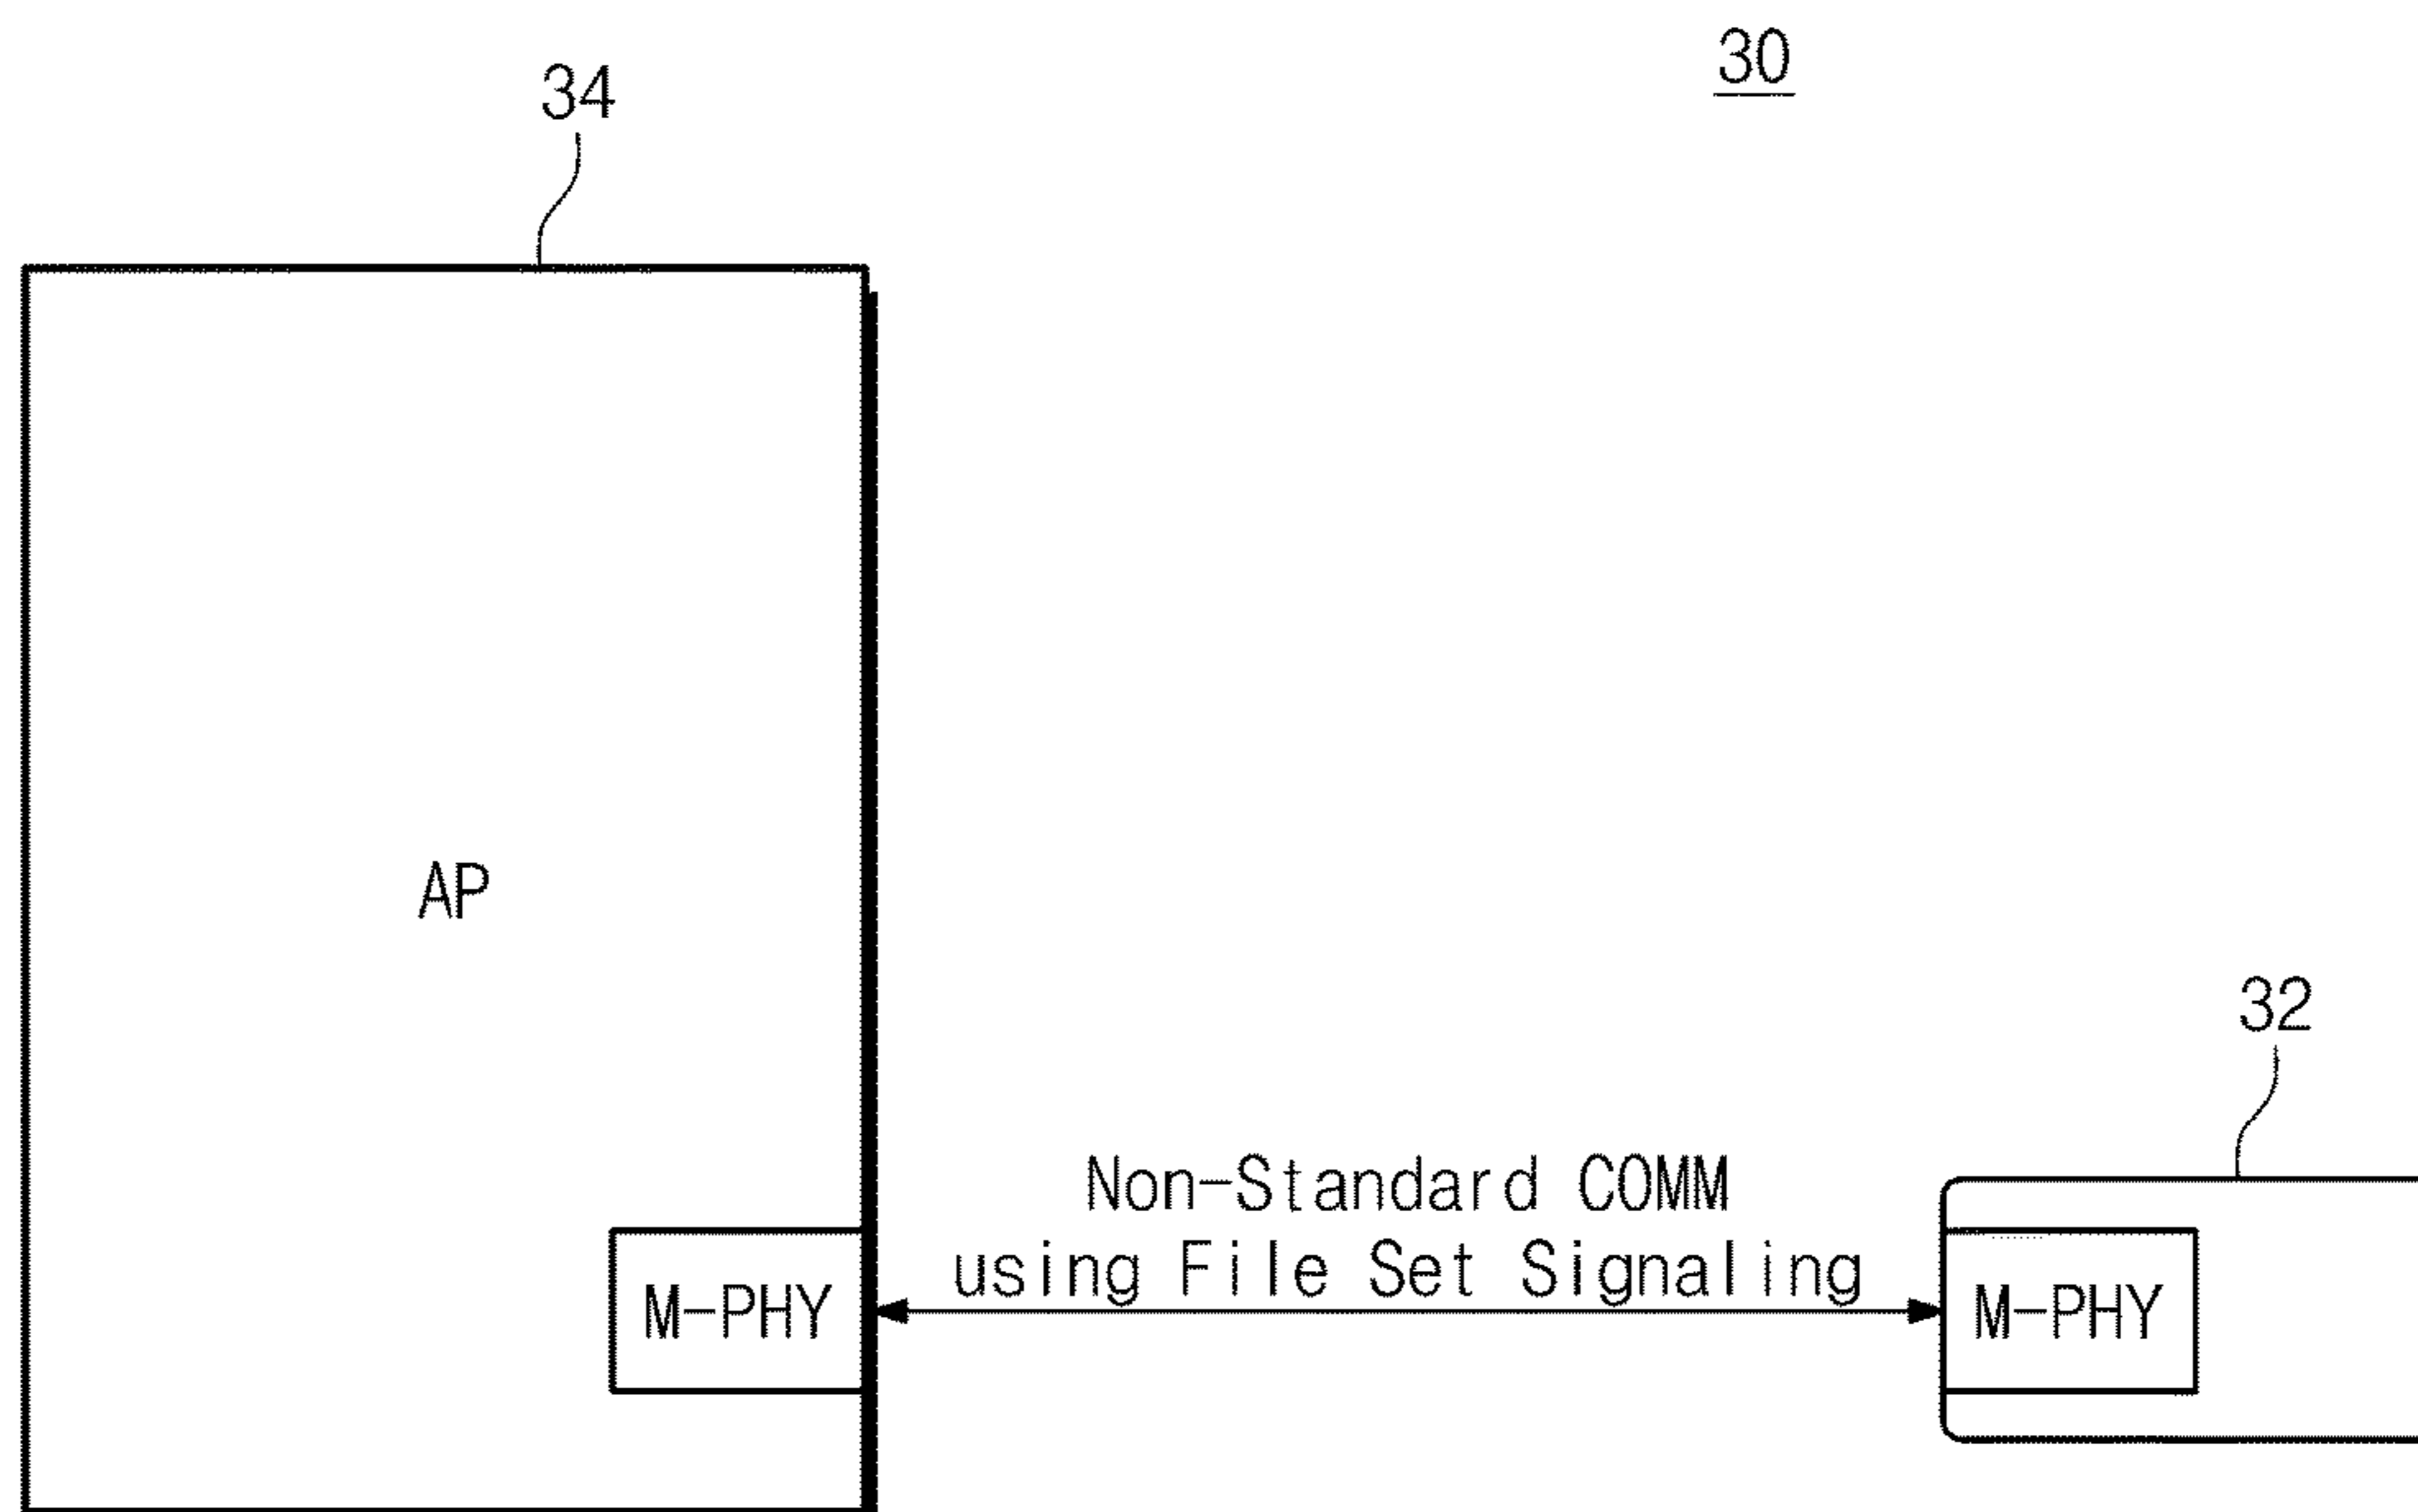 30
34
AP
32
Non-Standard COMM
using File Set Signaling
M-PHY
M-PHY